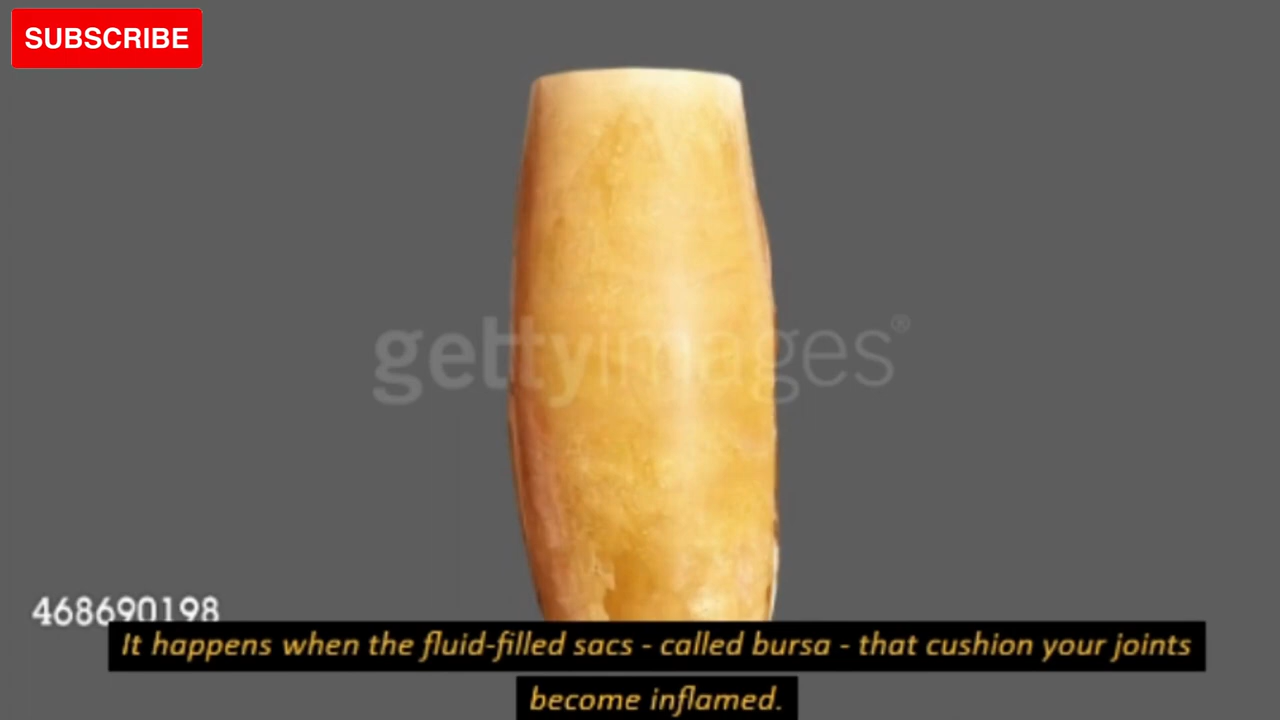 SUBSCRIBE
gettyimages®
468690198
It happens when the fluid-filled sacs - called bursa - that cushion your joints
become inflamed.